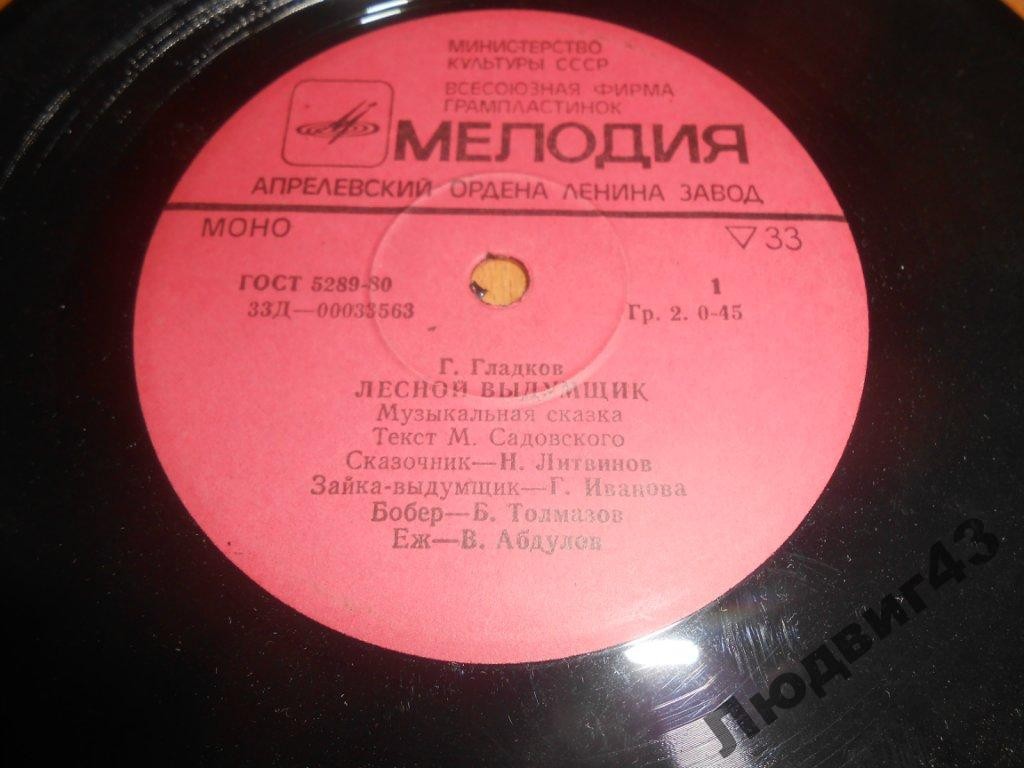 МИНИСТЕРСТВО
КУЛЬТУРЫ СССР
ВСЕСОЮЗНАЯ ФИРМА
ГРАМПЛАСТИНОК
МЕЛОДИЯ
АПРЕЛЕВСКИЙ ОРДЕНА ЛЕНИНА ЗАВОД
МОНО ▽33
ГОСТ 5289-80 1
33Д—00033563 Гр. 2. 0-45
Г. Гладков
ЛЕСНОЙ ВЫДУМЩИК
Музыкальная сказка
Текст М. Садовского
Сказочник—Н. Литвинов
Зайка-выдумщик—Г. Иванова
Бобер—Б. Толмазов
Еж—В. Абдулов
Людвиг43